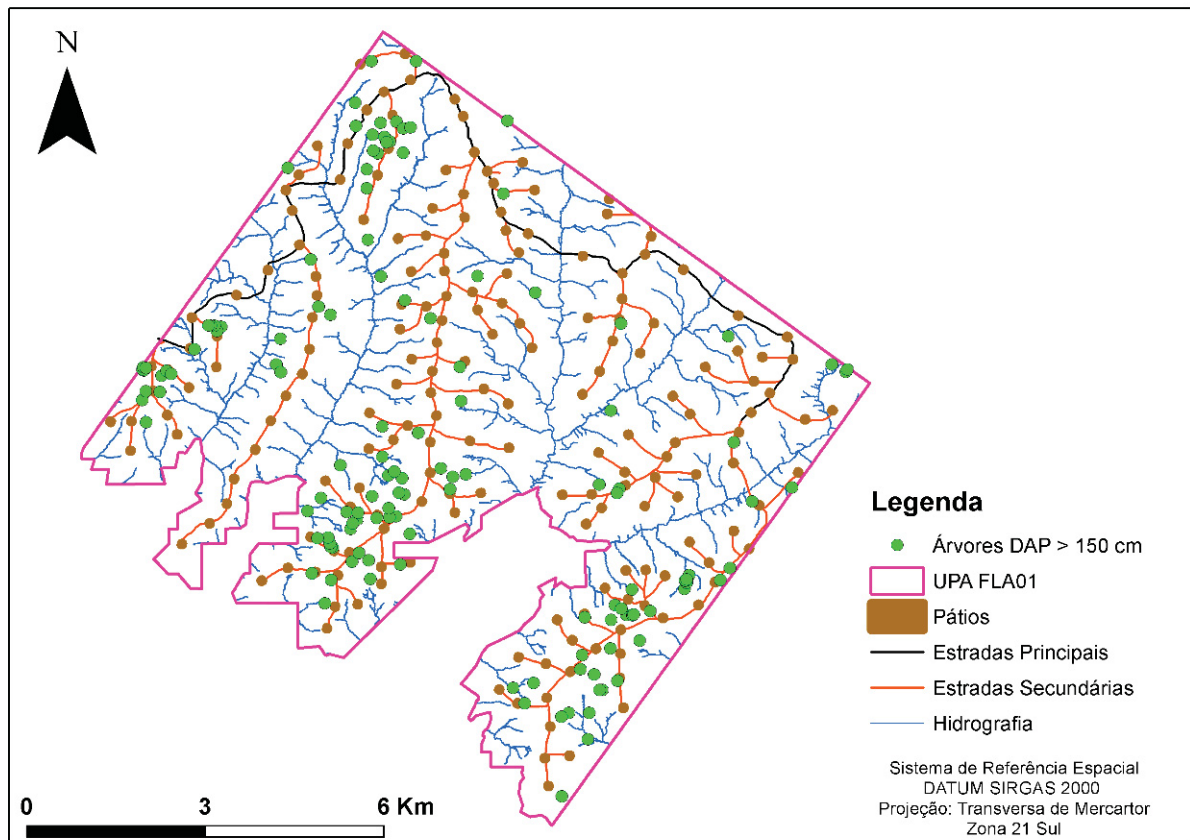 N
Legenda
Árvores DAP > 150 cm
UPA FLA01
Pátios
Estradas Principais
Estradas Secundárias
Hidrografia
Sistema de Referência Espacial
DATUM SIRGAS 2000
Projeção: Transversa de Mercartor
Zona 21 Sul
0 3 6 Km